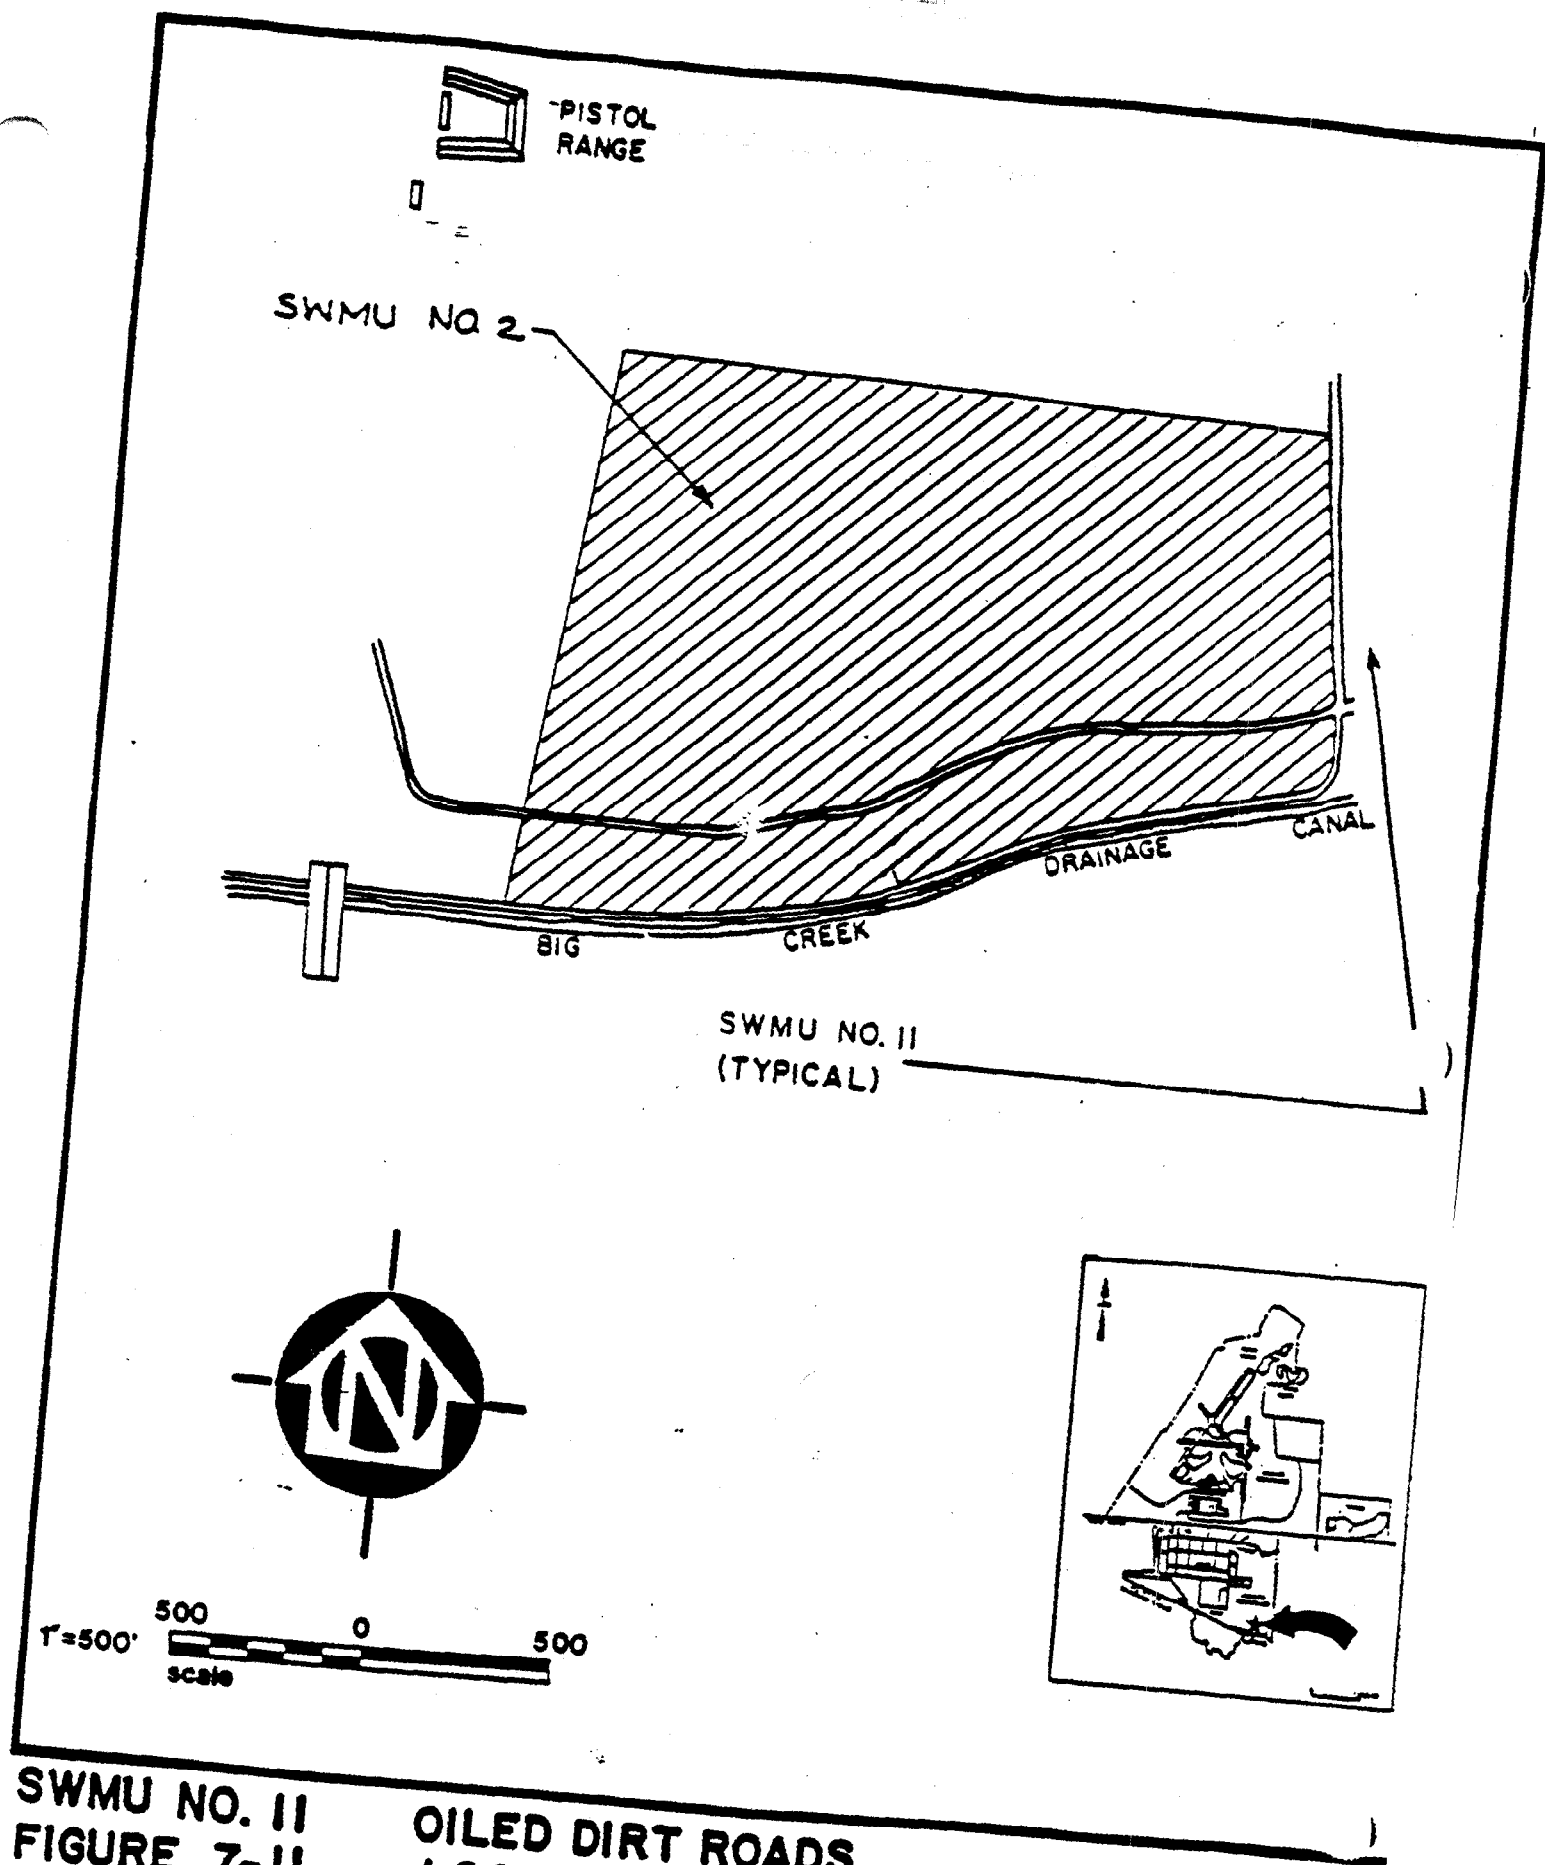 PISTOL
RANGE
SWMU NO. 2
CANAL
DRAINAGE
BIG
CREEK
SWMU NO. 11
(TYPICAL)
N
500 0 500
1"=500'
scale
SWMU NO. 11 OILED DIRT ROADS
FIGURE 7-11